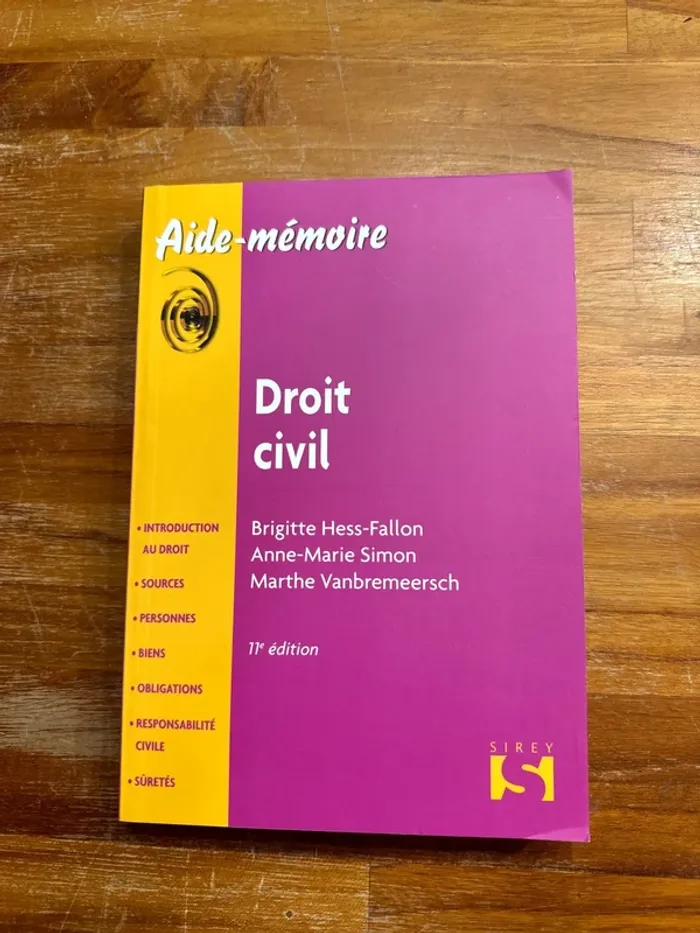 Aide-mémoire
Droit
civil
• INTRODUCTION
AU DROIT
• SOURCES
• PERSONNES
• BIENS
• OBLIGATIONS
• RESPONSABILITÉ
CIVILE
• SÛRETÉS
Brigitte Hess-Fallon
Anne-Marie Simon
Marthe Vanbremeersch
11e édition
SIREY
S